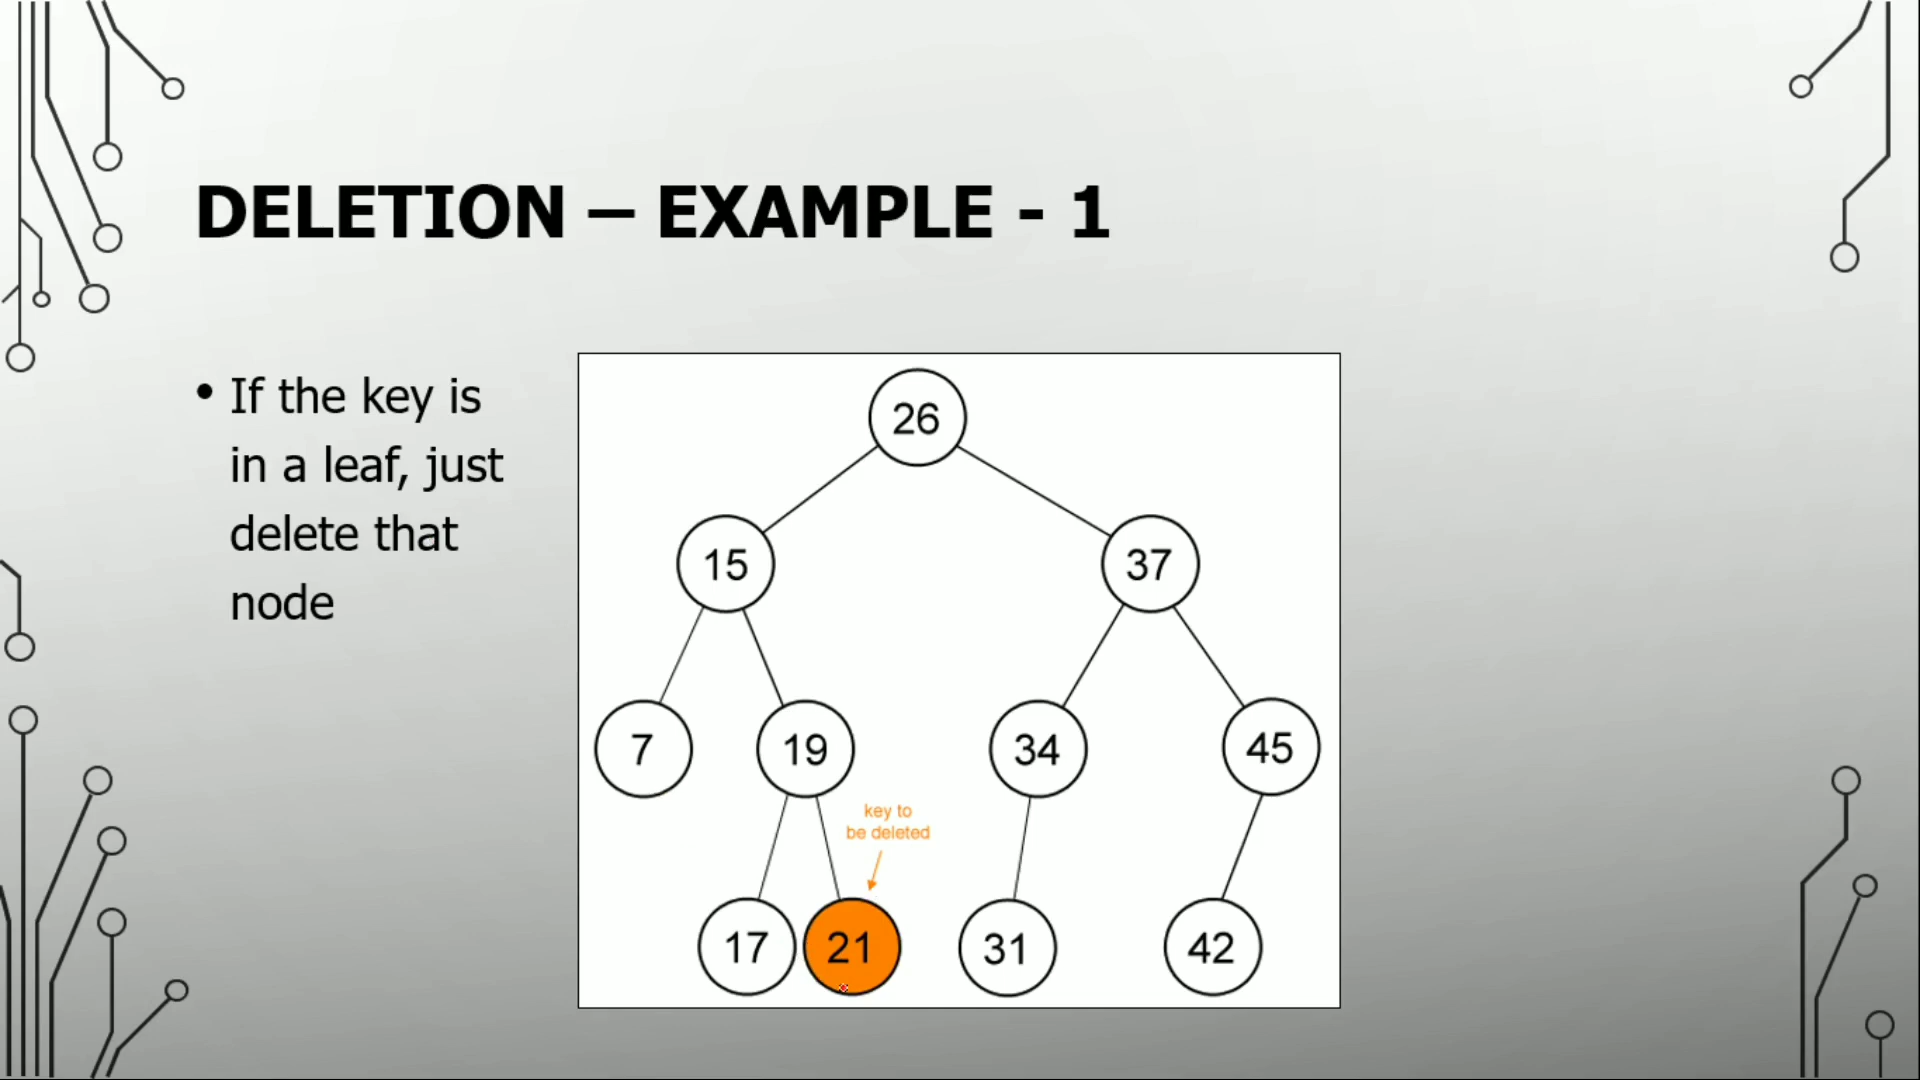 DELETION – EXAMPLE - 1
• If the key is
in a leaf, just
delete that
node
26
15
37
7
19
34
45
key to
be deleted
17
21
31
42